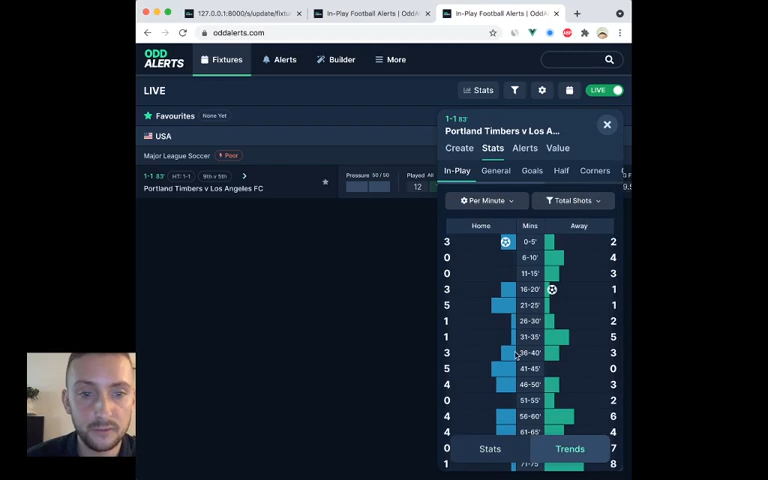 127.0.0.1:8000/s/update/fixtur
In-Play Football Alerts | OddA
In-Play Football Alerts | OddA
oddalerts.com
ODD
ALERTS
Fixtures
Alerts
Builder
More
LIVE
Stats
LIVE
Favourites
None Yet
USA
Major League Soccer
Poor
1-1 83'
HT: 1-1
9th v 5th
Portland Timbers v Los Angeles FC
Pressure 50 / 50
Played All
12
9.5
1-1 83'
Portland Timbers v Los A...
Create Stats Alerts Value
In-Play General Goals Half Corners
Per Minute
Total Shots
Home Mins Away
3 0-5' 2
0 6-10' 4
0 11-15' 3
3 16-20' 1
5 21-25' 1
1 26-30' 2
1 31-35' 5
3 36-40' 3
5 41-45' 0
4 46-50' 3
0 51-55' 2
4 56-60' 6
4 61-65' 4
0 7
1 71-75' 8
Stats Trends